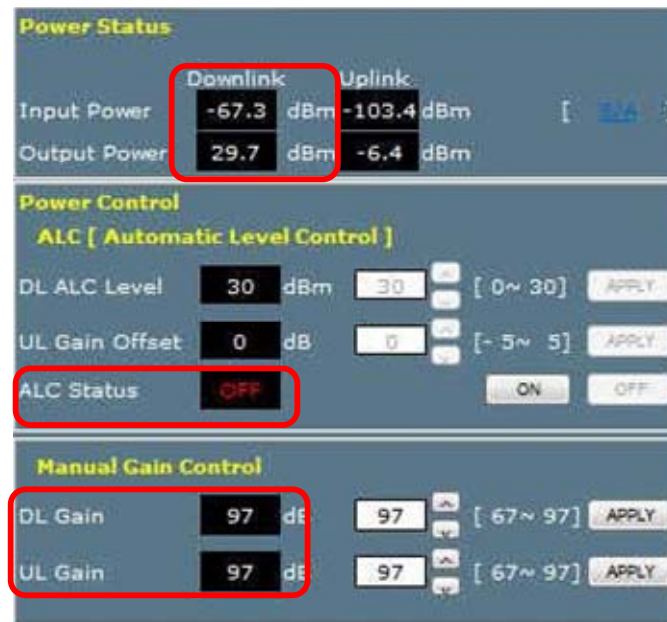 Power Status
Downlink Uplink
Input Power -67.3 dBm -103.4 dBm [ ]
Output Power 29.7 dBm -6.4 dBm
Power Control
ALC [ Automatic Level Control ]
DL ALC Level 30 dBm 30 [ 0~ 30] APPLY
UL Gain Offset 0 dB 0 [- 5~ 5] APPLY
ALC Status OFF ON OFF
Manual Gain Control
DL Gain 97 dB 97 [ 67~ 97] APPLY
UL Gain 97 dB 97 [ 67~ 97] APPLY